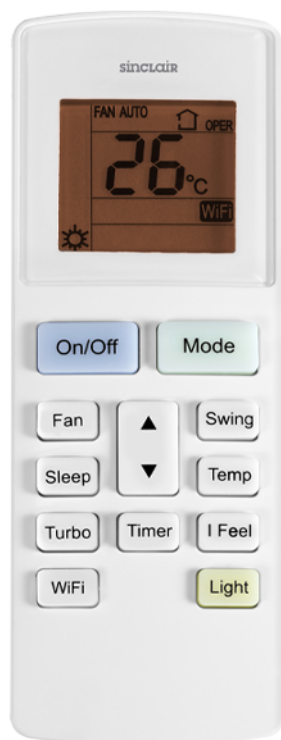 sinclair
FAN AUTO
OPER
26°C
WiFi
On/Off Mode
Fan ▲ Swing
Sleep ▼ Temp
Turbo Timer I Feel
WiFi Light